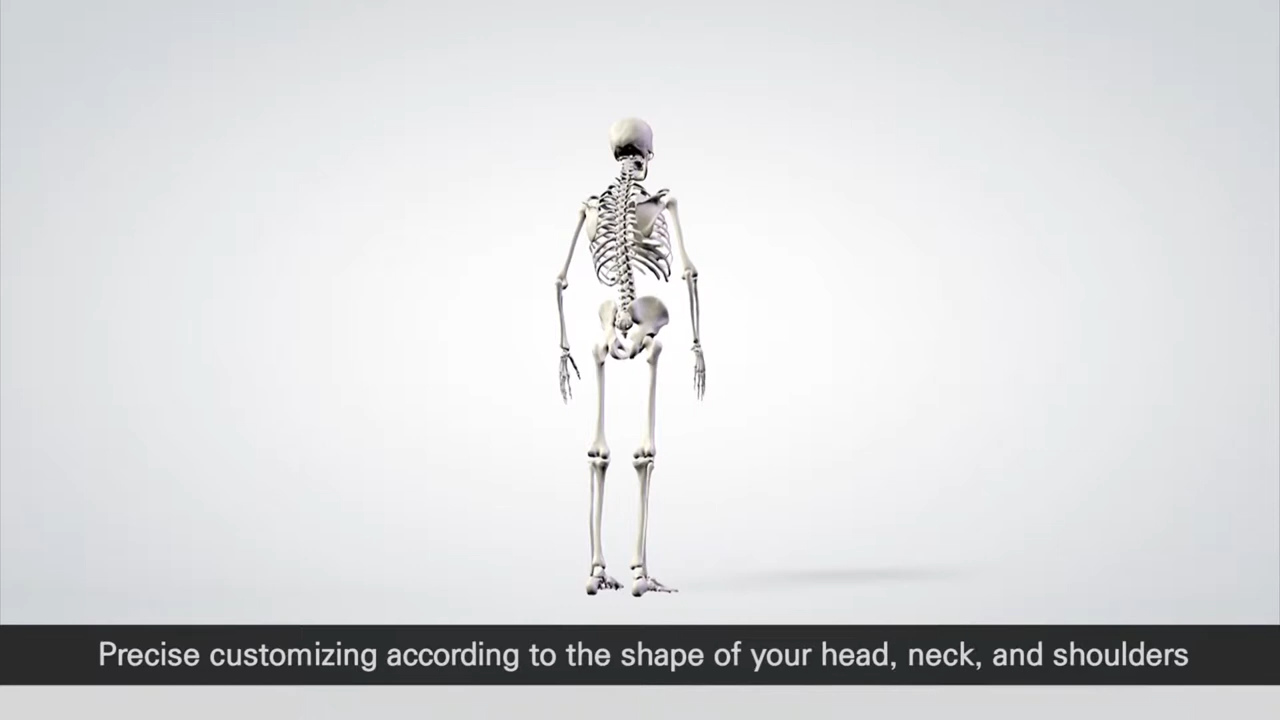 Precise customizing according to the shape of your head, neck, and shoulders